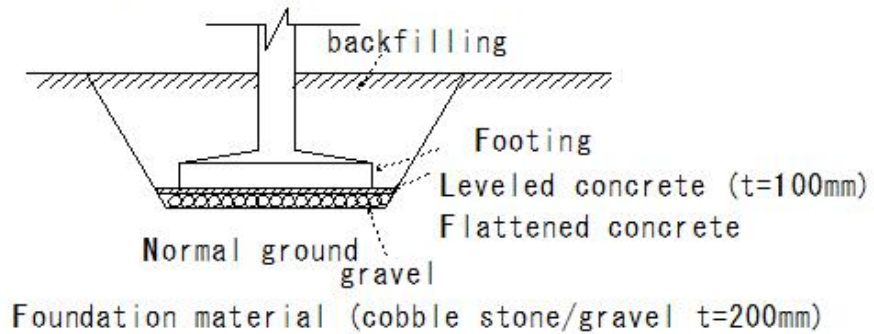 backfilling
Footing
Leveled concrete (t=100mm)
Flattened concrete
Normal ground
gravel
Foundation material (cobble stone/gravel t=200mm)